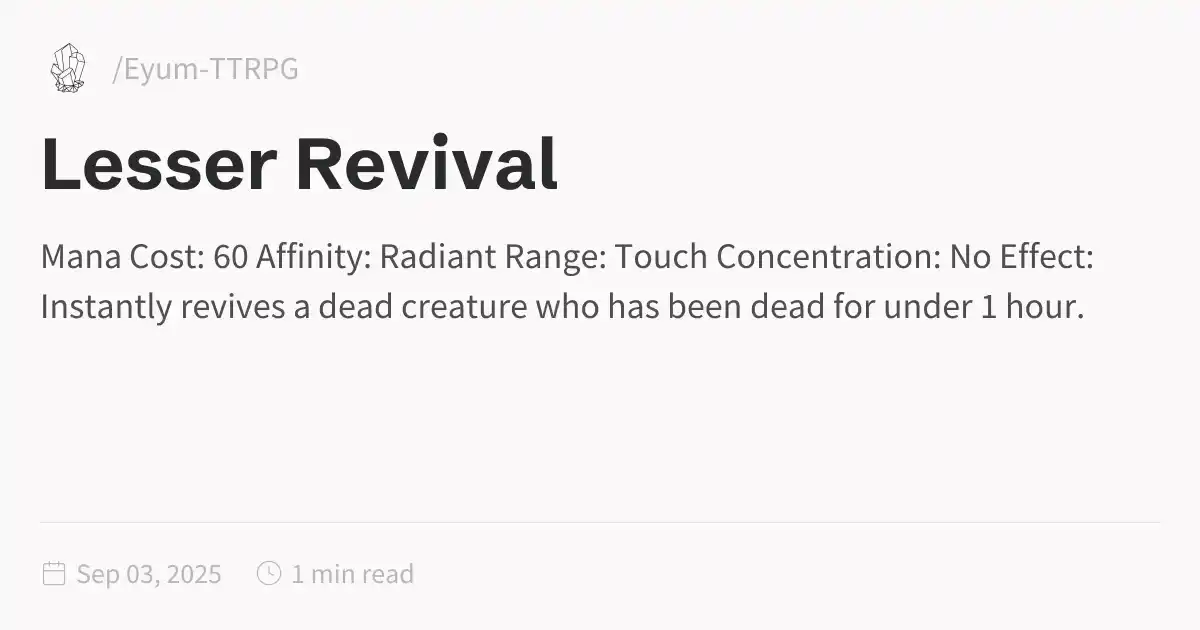 /Eyum-TTRPG
Lesser Revival
Mana Cost: 60 Affinity: Radiant Range: Touch Concentration: No Effect:
Instantly revives a dead creature who has been dead for under 1 hour.
Sep 03, 2025 1 min read